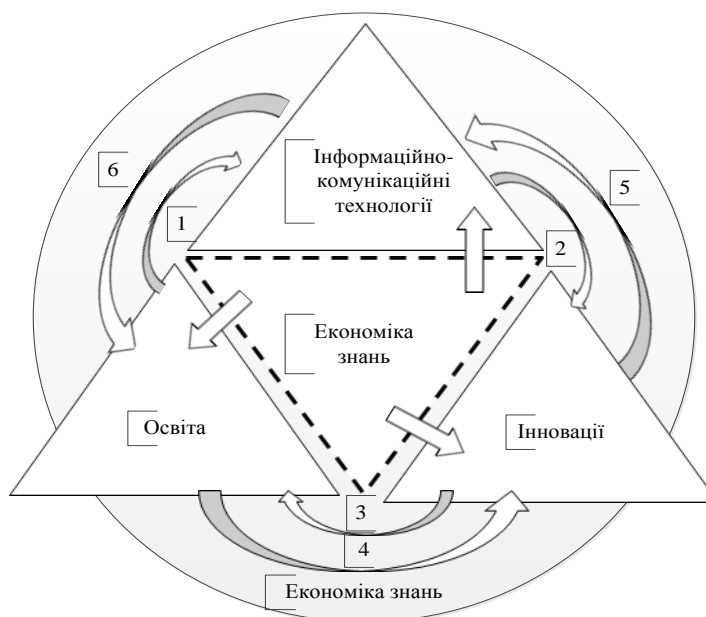 Інформаційно-
комунікаційні
технології
6
5
1
2
Економіка
знань
Освіта
Інновації
3
4
Економіка знань